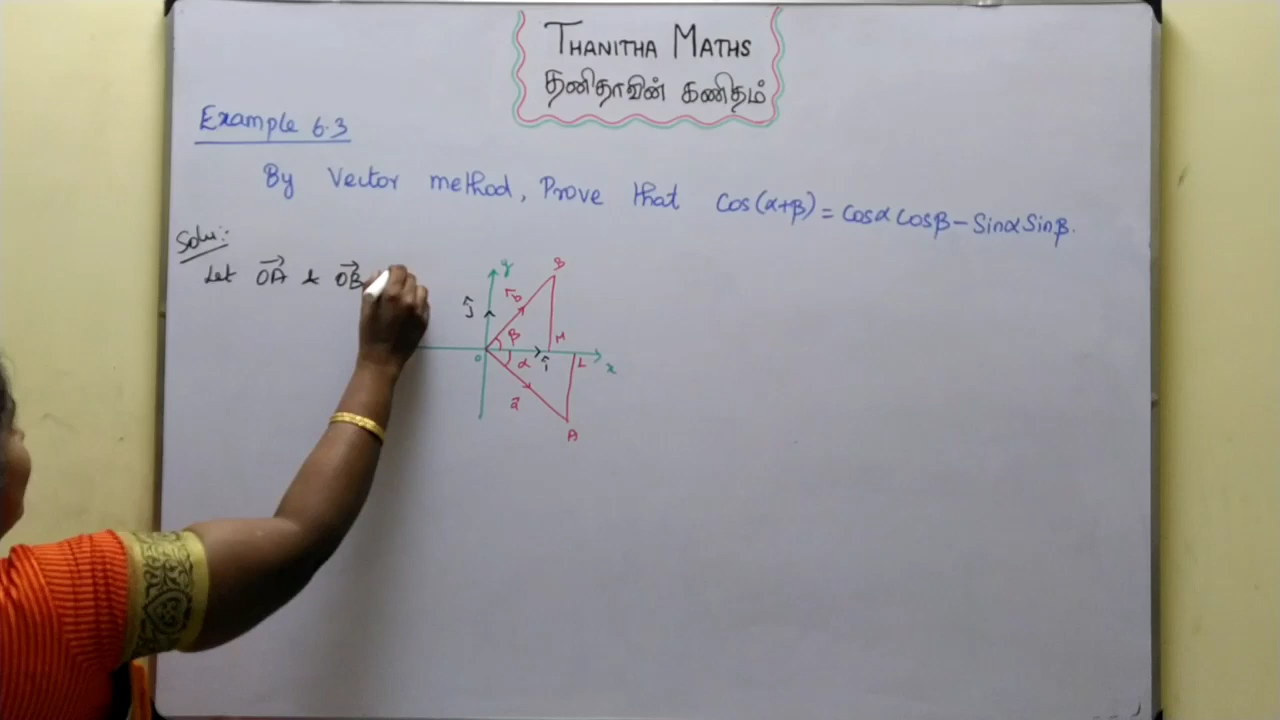 THANITHA MATHS
தனிதாவின் கணிதம்
Example 6.3
By Vector method, Prove that Cos(α+β) = Cosα Cosβ – Sinα Sinβ.
Solu:-
Let OA⃗ & OB⃗
y
B
ĵ
b⃗
β
M
O
α
î
L
x
a⃗
A